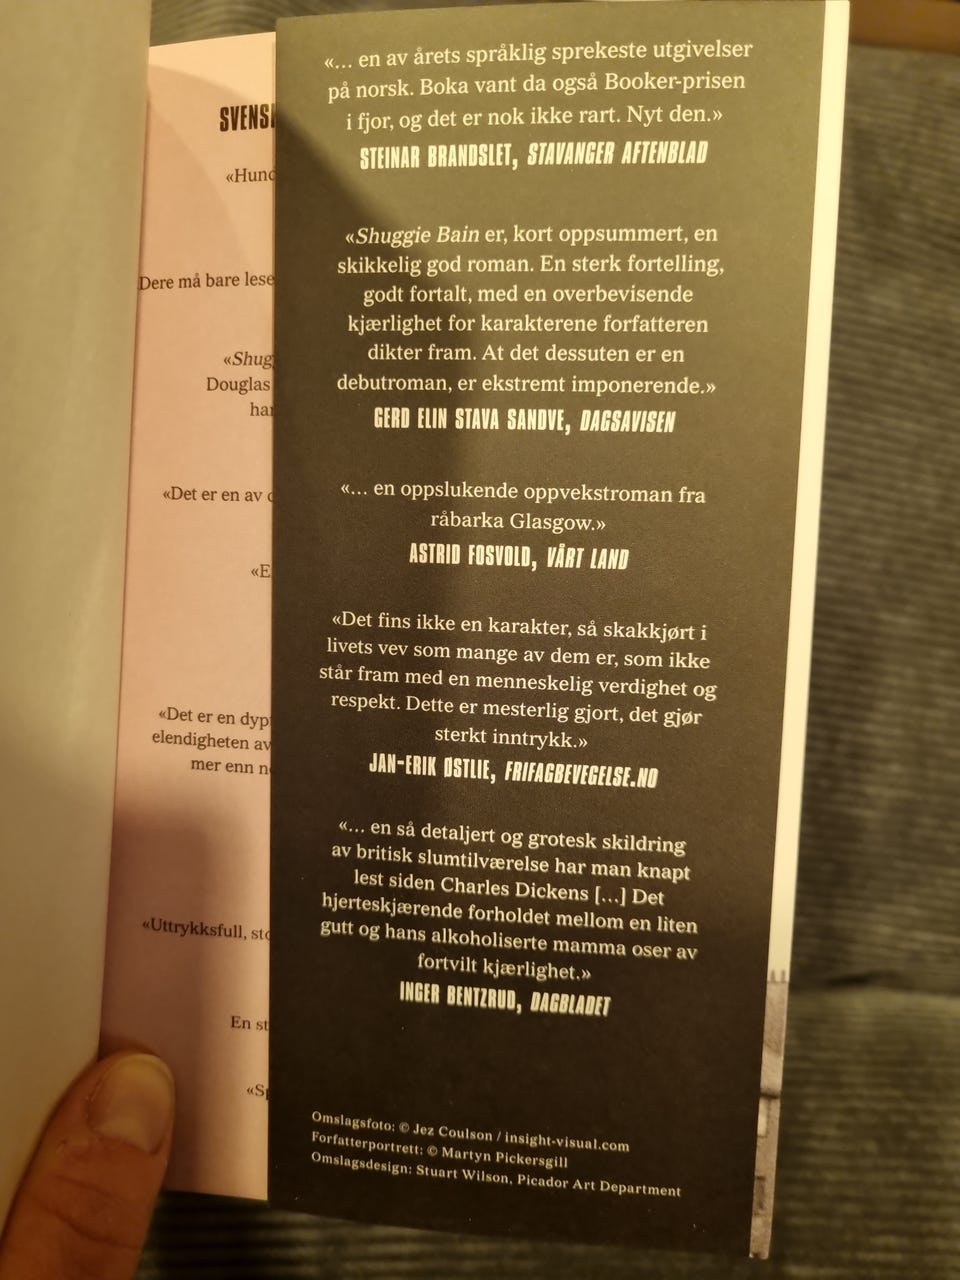 SVENS
«Hund
Dere må bare lese
«Shug
Douglas
har
«Det er en av
«E
«Det er en dyp
elendigheten av
mer enn n
«Uttrykksfull, sto
En st
«Sp
«… en av årets språklig sprekeste utgivelser
på norsk. Boka vant da også Booker-prisen
i fjor, og det er nok ikke rart. Nyt den.»
STEINAR BRANDSLET, STAVANGER AFTENBLAD
«Shuggie Bain er, kort oppsummert, en
skikkelig god roman. En sterk fortelling,
godt fortalt, med en overbevisende
kjærlighet for karakterene forfatteren
dikter fram. At det dessuten er en
debutroman, er ekstremt imponerende.»
GERD ELIN STAVA SANDVE, DAGSAVISEN
«… en oppslukende oppvekstroman fra
råbarka Glasgow.»
ASTRID FOSVOLD, VÅRT LAND
«Det fins ikke en karakter, så skakkjørt i
livets vev som mange av dem er, som ikke
står fram med en menneskelig verdighet og
respekt. Dette er mesterlig gjort, det gjør
sterkt inntrykk.»
JAN-ERIK ØSTLIE, FRIFAGBEVEGELSE.NO
«… en så detaljert og grotesk skildring
av britisk slumtilværelse har man knapt
lest siden Charles Dickens […] Det
hjerteskjærende forholdet mellom en liten
gutt og hans alkoholiserte mamma oser av
fortvilt kjærlighet.»
INGER BENTZRUD, DAGBLADET
Omslagsfoto: © Jez Coulson / insight-visual.com
Forfatterportrett: © Martyn Pickersgill
Omslagsdesign: Stuart Wilson, Picador Art Department